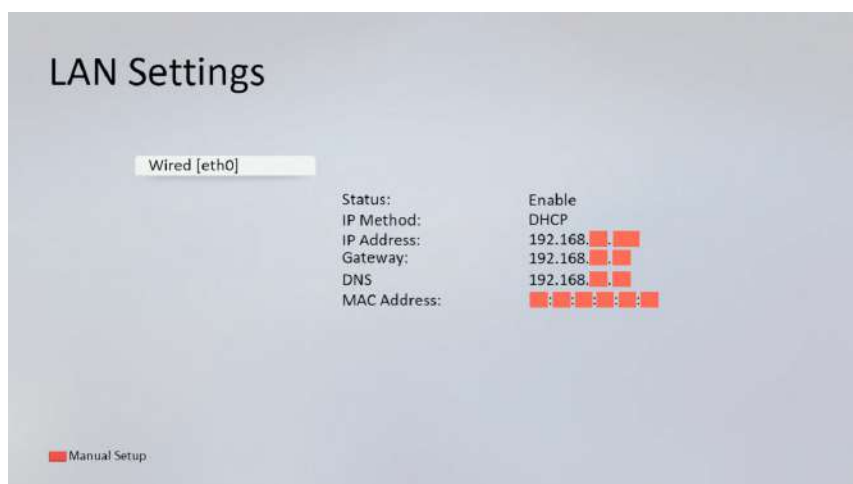 LAN Settings
Wired [eth0]
Status: Enable
IP Method: DHCP
IP Address: 192.168. .
Gateway: 192.168. .
DNS 192.168. .
MAC Address: : : : : :
Manual Setup